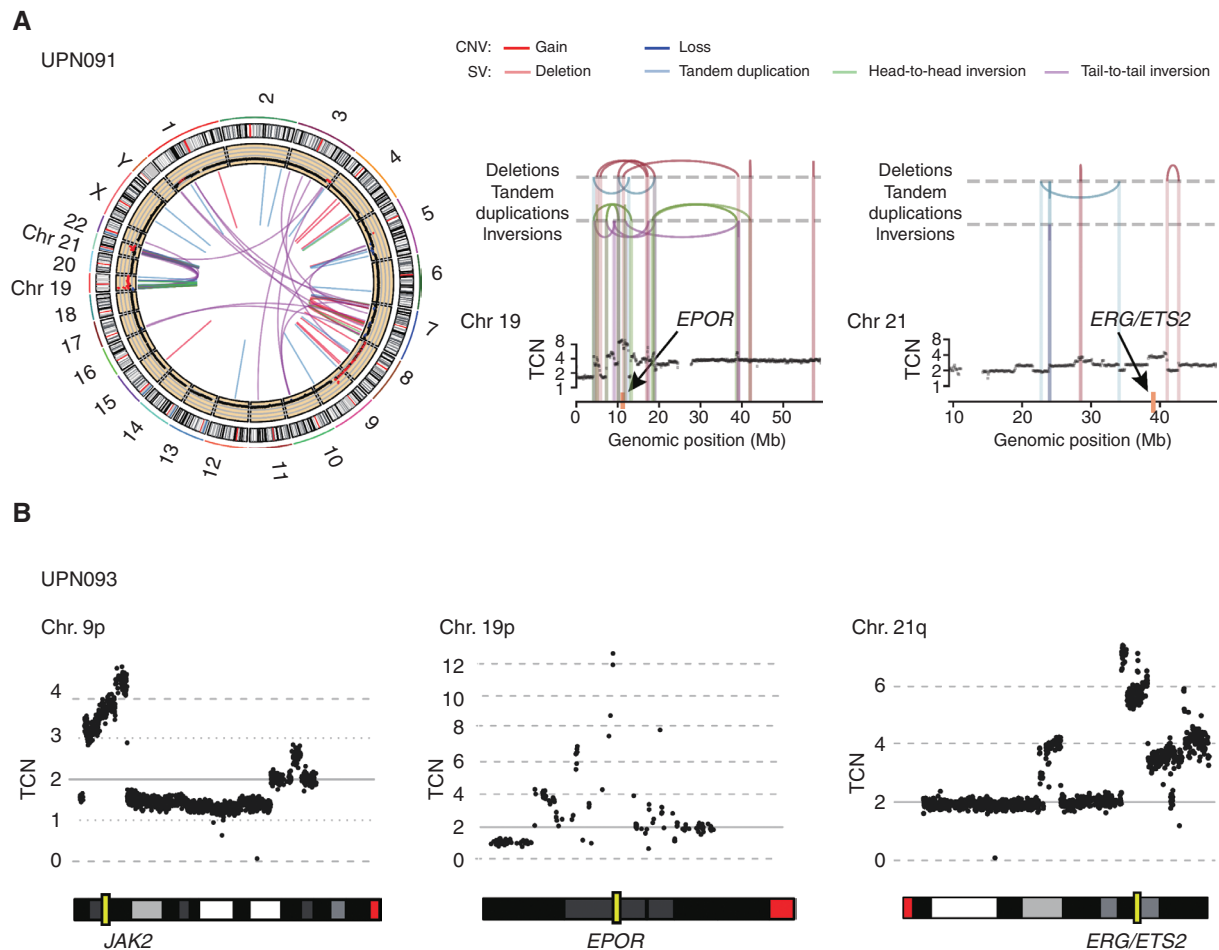 A
UPN091
CNV: Gain Loss
SV: Deletion Tandem duplication Head-to-head inversion Tail-to-tail inversion
1
2
3
4
5
6
7
8
9
10
11
12
13
14
15
16
17
18
Chr 19
20
Chr 21
22
X
Y
Deletions
Tandem
duplications
Inversions
Chr 19
EPOR
TCN
8
4
2
1
0 10 20 30 40 50
Genomic position (Mb)
Deletions
Tandem
duplications
Inversions
Chr 21
ERG/ETS2
TCN
8
4
2
1
10 20 30 40
Genomic position (Mb)
B
UPN093
Chr. 9p
TCN
4
3
2
1
0
JAK2
Chr. 19p
TCN
12
10
8
6
4
2
0
EPOR
Chr. 21q
TCN
6
4
2
0
ERG/ETS2